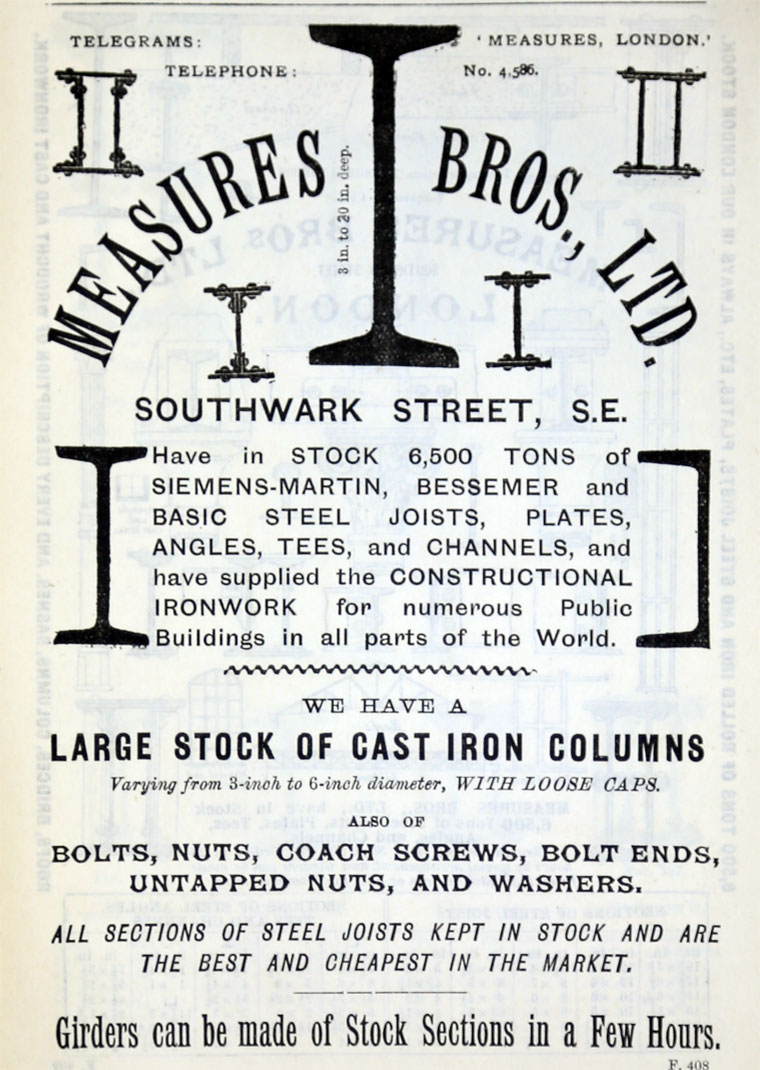 TELEGRAMS: 'MEASURES, LONDON.'
TELEPHONE: No. 4,586.
MEASURES BROS., LTD.
3 in. to 20 in. deep.
SOUTHWARK STREET, S.E.
Have in STOCK 6,500 TONS of
SIEMENS-MARTIN, BESSEMER and
BASIC STEEL JOISTS, PLATES,
ANGLES, TEES, and CHANNELS, and
have supplied the CONSTRUCTIONAL
IRONWORK for numerous Public
Buildings in all parts of the World.
WE HAVE A
LARGE STOCK OF CAST IRON COLUMNS
Varying from 3-inch to 6-inch diameter, WITH LOOSE CAPS.
ALSO OF
BOLTS, NUTS, COACH SCREWS, BOLT ENDS,
UNTAPPED NUTS, AND WASHERS.
ALL SECTIONS OF STEEL JOISTS KEPT IN STOCK AND ARE
THE BEST AND CHEAPEST IN THE MARKET.
Girders can be made of Stock Sections in a Few Hours.
F. 408